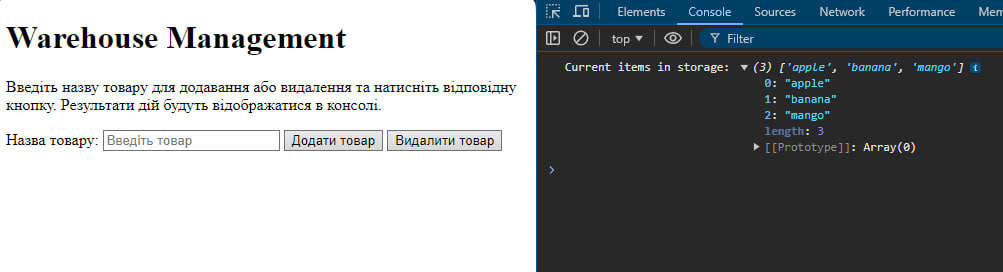 Warehouse Management
Введіть назву товару для додавання або видалення та натисніть відповідну
кнопку. Результати дій будуть відображатися в консолі.
Назва товару: Введіть товар Додати товар Видалити товар
Elements Console Sources Network Performance Mem
top ▼ Filter
Current items in storage: ▼ (3) ['apple', 'banana', 'mango'] i
0: "apple"
1: "banana"
2: "mango"
length: 3
▶ [[Prototype]]: Array(0)
>